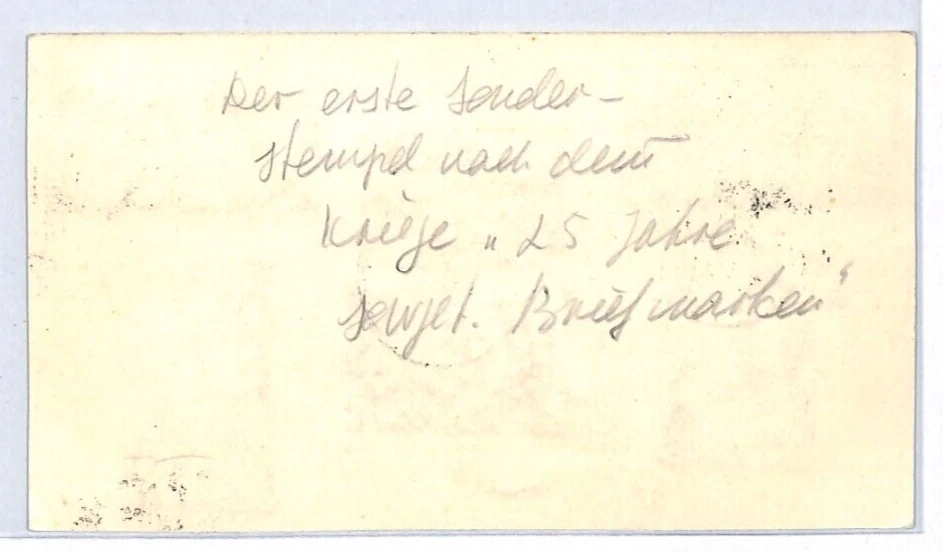 Der erste Sonder-
stempel nach dem
Kriege „25 Jahre
sowjet. Briefmarken“